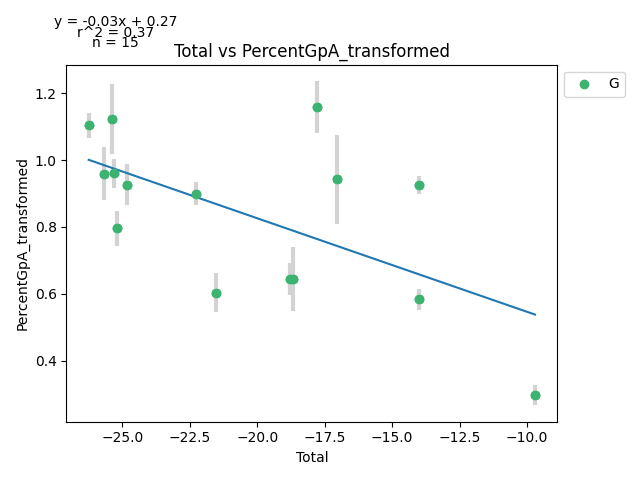 y = -0.03x + 0.27
r^2 = 0.37
n = 15
Total vs PercentGpA_transformed
G
1.2
1.0
0.8
0.6
0.4
PercentGpA_transformed
−25.0 −22.5 −20.0 −17.5 −15.0 −12.5 −10.0
Total